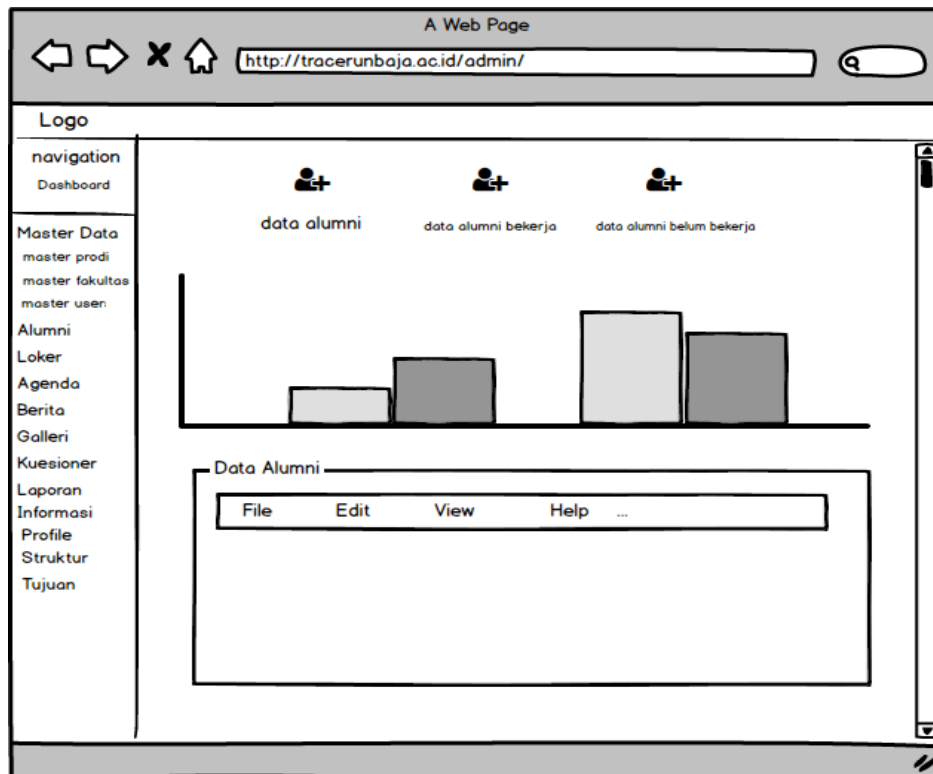 A Web Page
http://tracerunbaja.ac.id/admin/
Logo
navigation
Dashboard
Master Data
master prodi
master fakultas
master user
Alumni
Loker
Agenda
Berita
Galleri
Kuesioner
Laporan
Informasi
Profile
Struktur
Tujuan
data alumni
data alumni bekerja
data alumni belum bekerja
Data Alumni
File Edit View Help ...